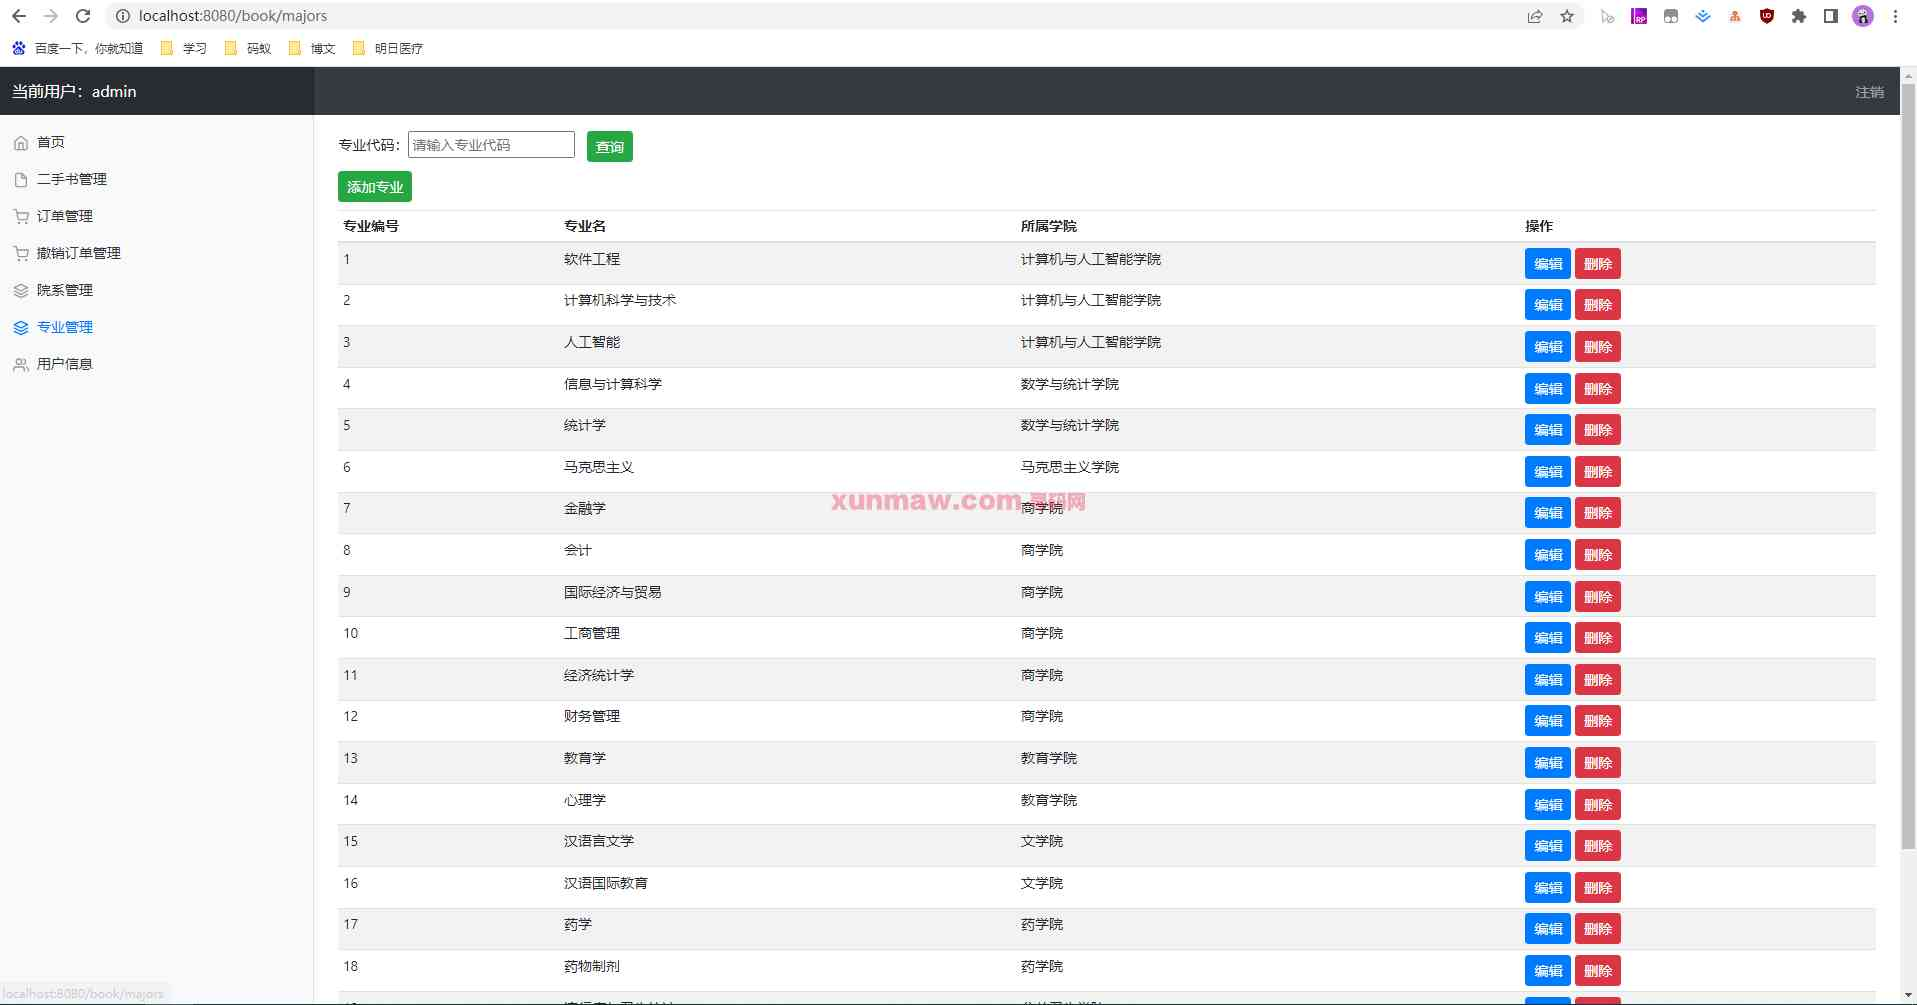 localhost:8080/book/majors
百度一下，你就知道 学习 码蚁 博文 明日医疗
当前用户：admin 注销
首页
二手书管理
订单管理
撤销订单管理
院系管理
专业管理
用户信息
专业代码： 请输入专业代码 查询
添加专业
专业编号 专业名 所属学院 操作
1 软件工程 计算机与人工智能学院 编辑 删除
2 计算机科学与技术 计算机与人工智能学院 编辑 删除
3 人工智能 计算机与人工智能学院 编辑 删除
4 信息与计算科学 数学与统计学院 编辑 删除
5 统计学 数学与统计学院 编辑 删除
6 马克思主义 马克思主义学院 编辑 删除
xunmaw.com
7 金融学 商学院 编辑 删除
8 会计 商学院 编辑 删除
9 国际经济与贸易 商学院 编辑 删除
10 工商管理 商学院 编辑 删除
11 经济统计学 商学院 编辑 删除
12 财务管理 商学院 编辑 删除
13 教育学 教育学院 编辑 删除
14 心理学 教育学院 编辑 删除
15 汉语言文学 文学院 编辑 删除
16 汉语国际教育 文学院 编辑 删除
17 药学 药学院 编辑 删除
18 药物制剂 药学院 编辑 删除
localhost:8080/book/majors